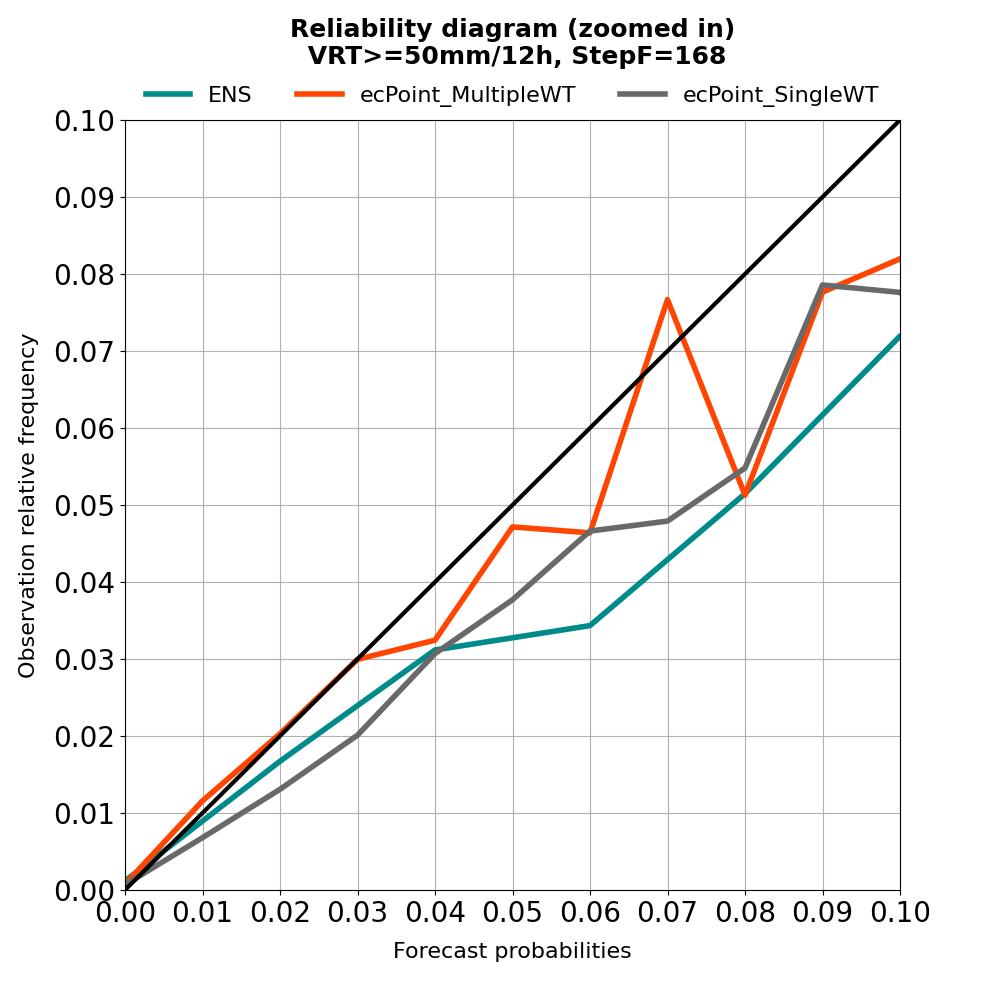 Reliability diagram (zoomed in)
VRT>=50mm/12h, StepF=168
ENS ecPoint_MultipleWT ecPoint_SingleWT
0.10
0.09
0.08
0.07
0.06
0.05
0.04
0.03
0.02
0.01
0.00
Observation relative frequency
0.00 0.01 0.02 0.03 0.04 0.05 0.06 0.07 0.08 0.09 0.10
Forecast probabilities